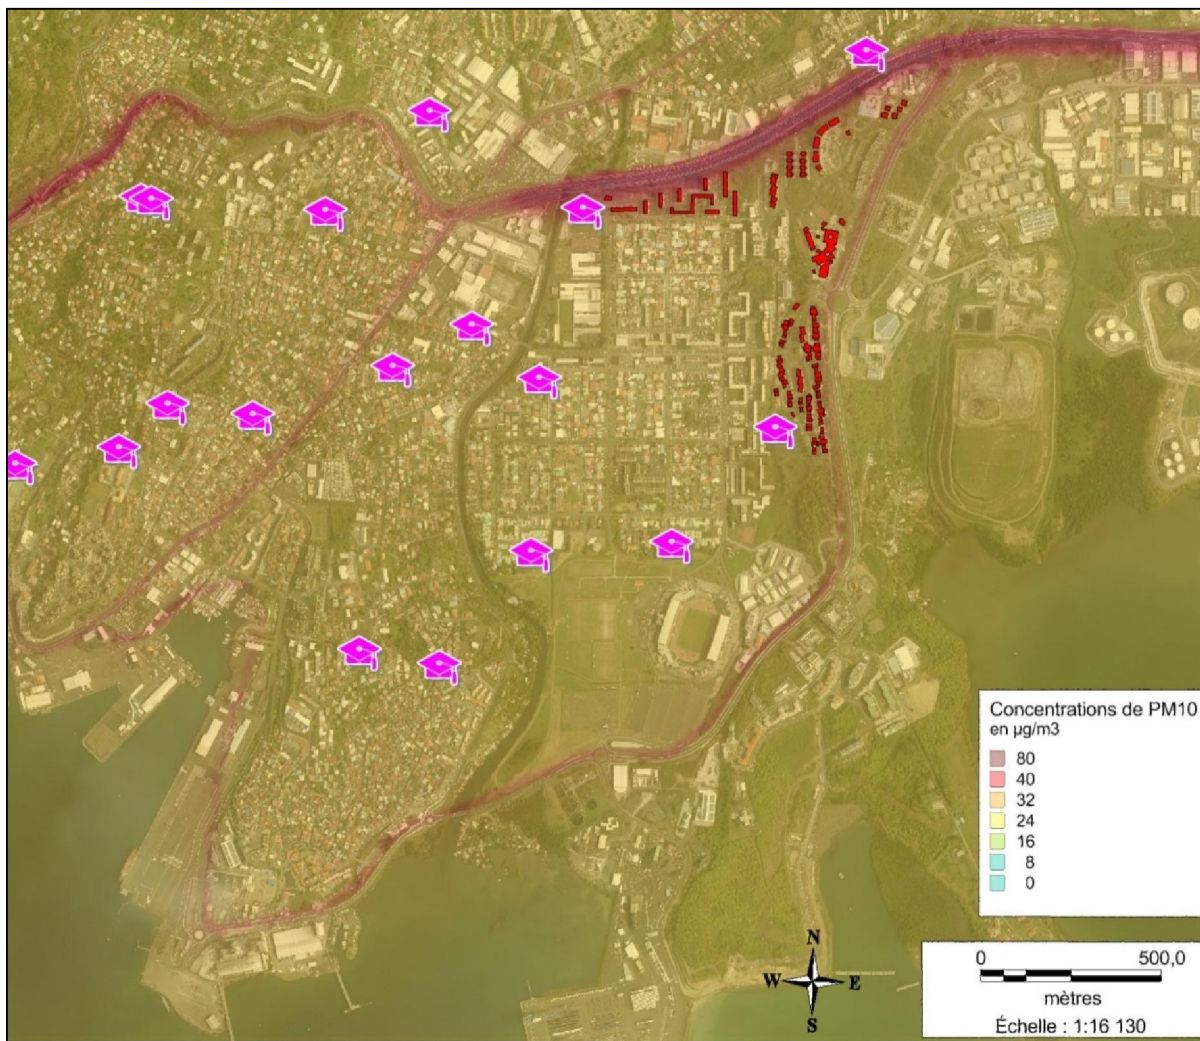 Concentrations de PM10
en µg/m3
80
40
32
24
16
8
0
N
W E
S
0 500,0
mètres
Échelle : 1:16 130